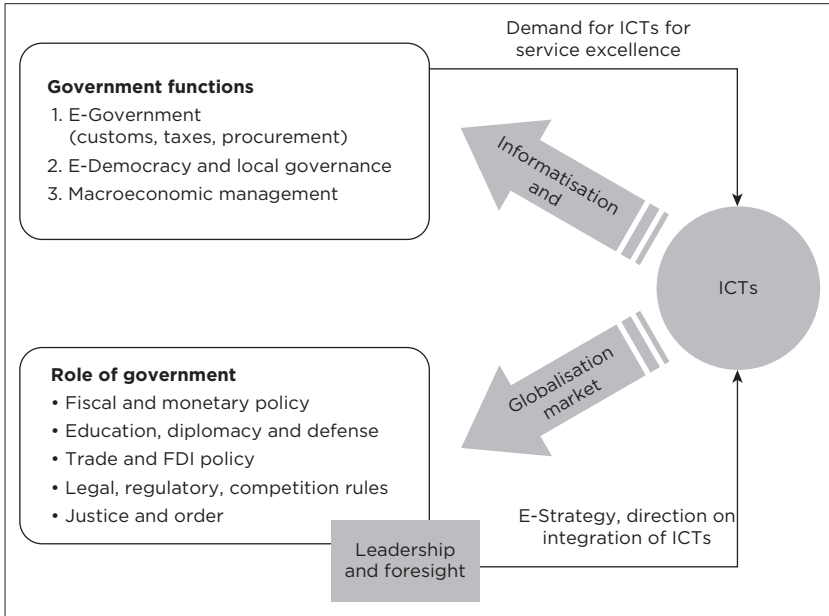 Demand for ICTs for
service excellence
Government functions
1. E-Government
(customs, taxes, procurement)
2. E-Democracy and local governance
3. Macroeconomic management
Informatisation
and
ICTs
Role of government
• Fiscal and monetary policy
• Education, diplomacy and defense
• Trade and FDI policy
• Legal, regulatory, competition rules
• Justice and order
Globalisation
market
Leadership
and foresight
E-Strategy, direction on
integration of ICTs